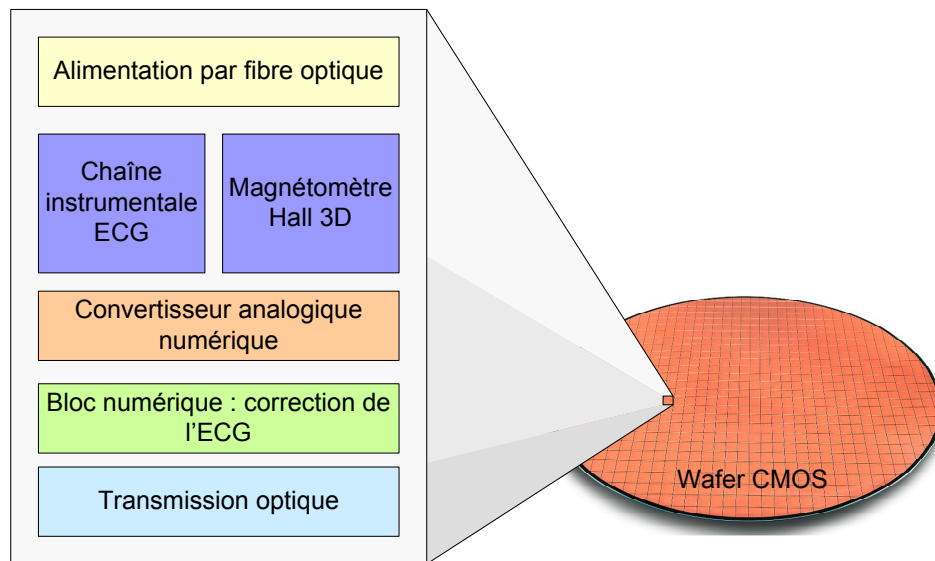 Alimentation par fibre optique
Chaîne
instrumentale
ECG
Magnétomètre
Hall 3D
Convertisseur analogique
numérique
Bloc numérique : correction de
l'ECG
Transmission optique
Wafer CMOS